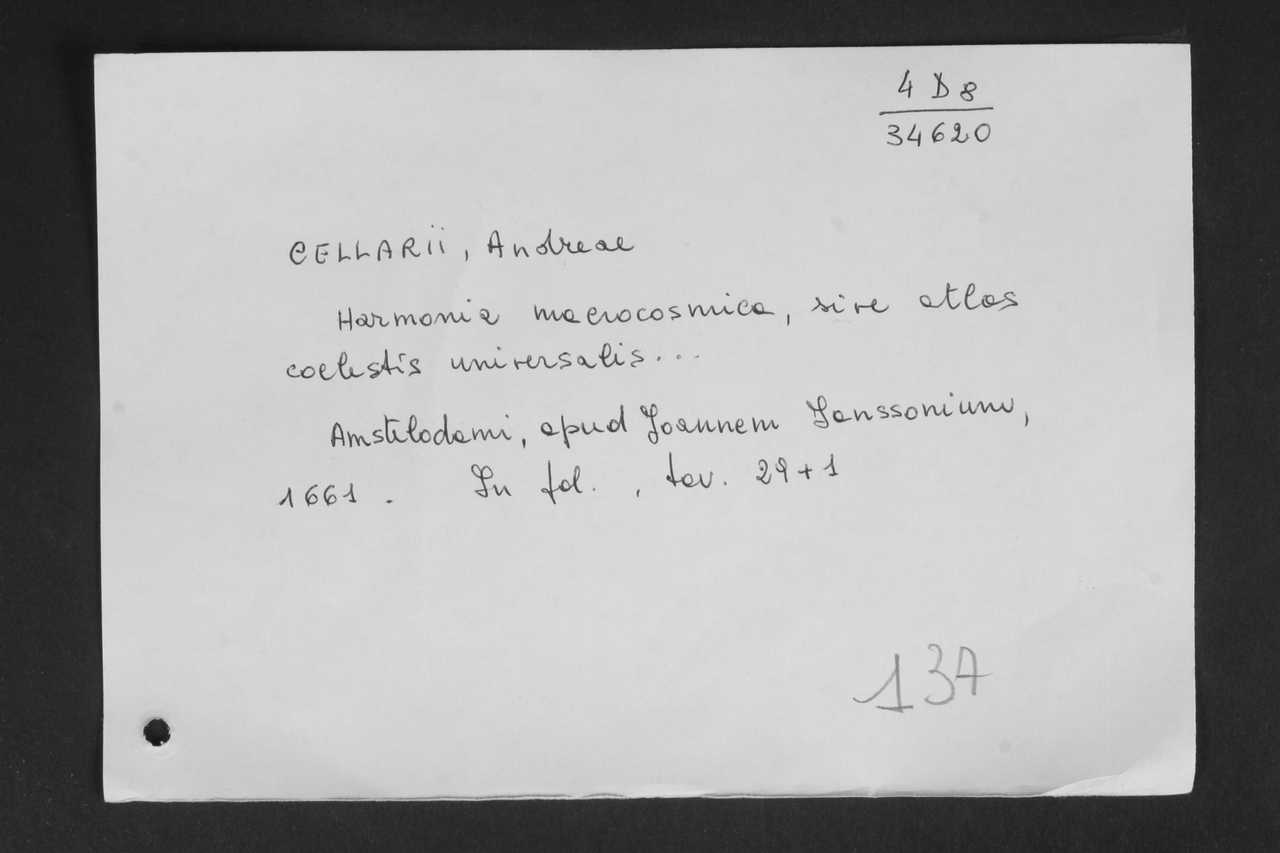 4 D 8
34620
CELLARii, Andreae
Harmonia macrocosmica, sive atlas
coelestis universalis...
Amstelodami, apud Joannem Janssonium,
1661. In fol., tav. 29+1
137